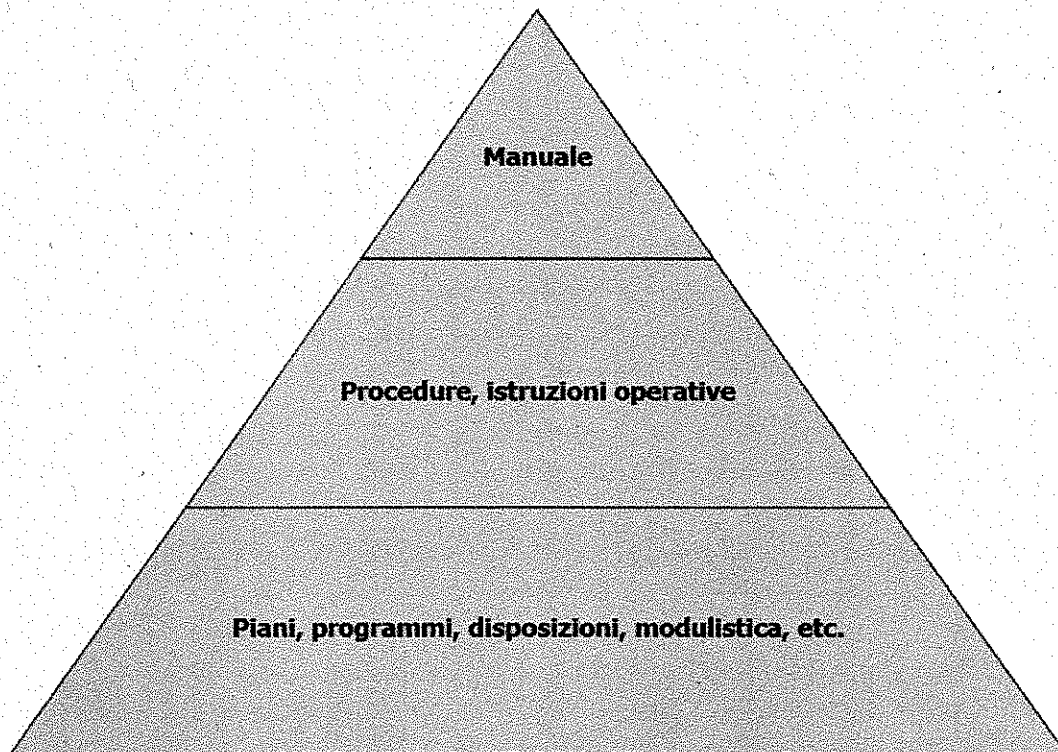 Manuale
Procedure, istruzioni operative
Piani, programmi, disposizioni, modulistica, etc.